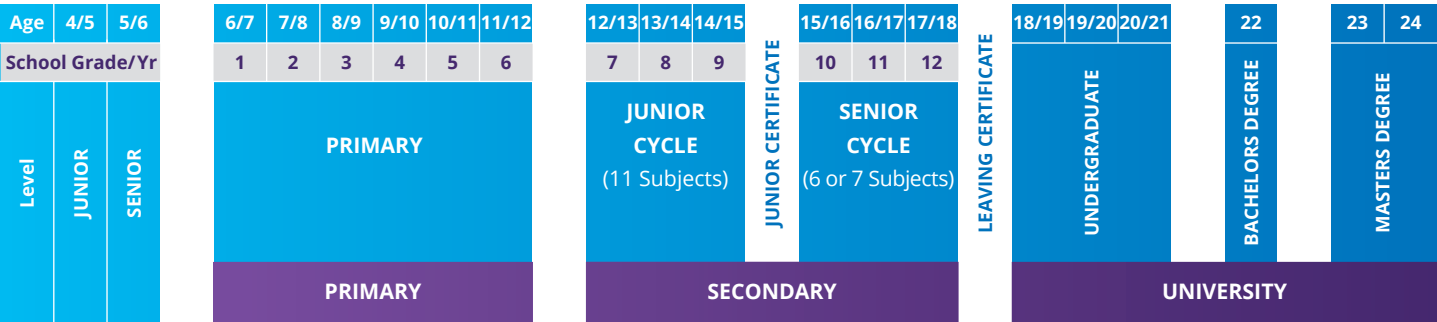 Age 4/5 5/6 6/7 7/8 8/9 9/10 10/11 11/12 12/13 13/14 14/15 15/16 16/17 17/18 18/19 19/20 20/21 22 23 24
School Grade/Yr 1 2 3 4 5 6 7 8 9 10 11 12
Level
JUNIOR
SENIOR
PRIMARY
JUNIOR
CYCLE
(11 Subjects)
JUNIOR CERTIFICATE
SENIOR
CYCLE
(6 or 7 Subjects)
LEAVING CERTIFICATE
UNDERGRADUATE
BACHELORS DEGREE
MASTERS DEGREE
PRIMARY
SECONDARY
UNIVERSITY